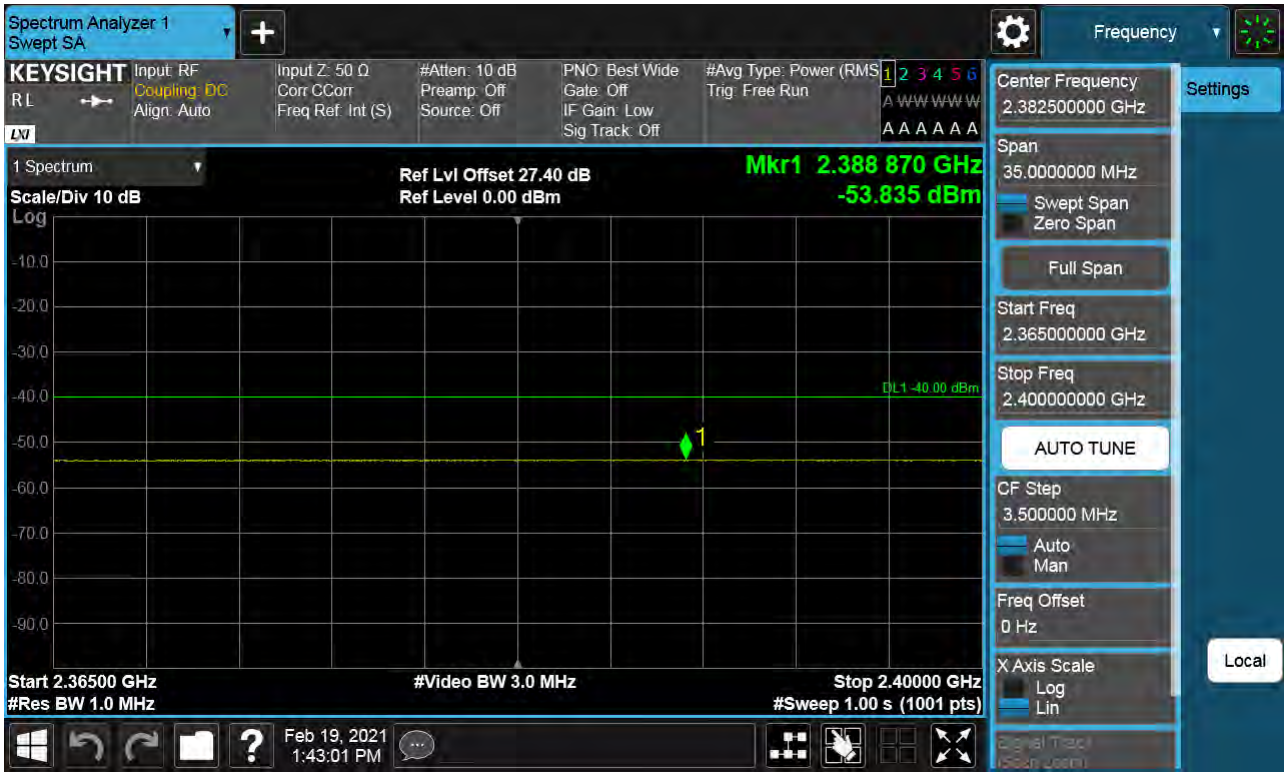 Spectrum Analyzer 1
Swept SA
+
Frequency
KEYSIGHT
RL
LXI
Input: RF
Coupling: DC
Align: Auto
Input Z: 50 Ω
Corr CCorr
Freq Ref: Int (S)
#Atten: 10 dB
Preamp: Off
Source: Off
PNO: Best Wide
Gate: Off
IF Gain: Low
Sig Track: Off
#Avg Type: Power (RMS
Trig: Free Run
1 2 3 4 5 6
A W W W W W
A A A A A A
1 Spectrum
Scale/Div 10 dB
Log
Ref Lvl Offset 27.40 dB
Ref Level 0.00 dBm
Mkr1 2.388 870 GHz
-53.835 dBm
-10.0
-20.0
-30.0
-40.0
DL1 -40.00 dBm
-50.0
1
-60.0
-70.0
-80.0
-90.0
Start 2.36500 GHz
#Res BW 1.0 MHz
#Video BW 3.0 MHz
Stop 2.40000 GHz
#Sweep 1.00 s (1001 pts)
Center Frequency
2.382500000 GHz
Span
35.0000000 MHz
Swept Span
Zero Span
Full Span
Start Freq
2.365000000 GHz
Stop Freq
2.400000000 GHz
AUTO TUNE
CF Step
3.500000 MHz
Auto
Man
Freq Offset
0 Hz
X Axis Scale
Log
Lin
Signal Track
(Span Zoom)
Settings
Local
?
Feb 19, 2021
1:43:01 PM